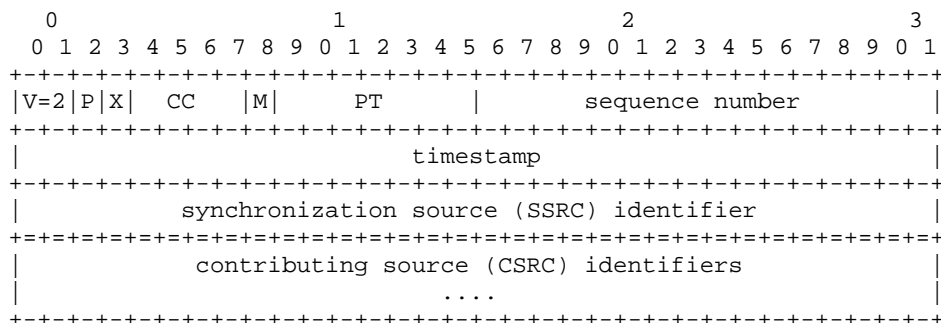 0                   1                   2                   3
 0 1 2 3 4 5 6 7 8 9 0 1 2 3 4 5 6 7 8 9 0 1 2 3 4 5 6 7 8 9 0 1
+-+-+-+-+-+-+-+-+-+-+-+-+-+-+-+-+-+-+-+-+-+-+-+-+-+-+-+-+-+-+-+-+
|V=2|P|X|  CC   |M|     PT      |       sequence number         |
+-+-+-+-+-+-+-+-+-+-+-+-+-+-+-+-+-+-+-+-+-+-+-+-+-+-+-+-+-+-+-+-+
|                           timestamp                           |
+-+-+-+-+-+-+-+-+-+-+-+-+-+-+-+-+-+-+-+-+-+-+-+-+-+-+-+-+-+-+-+-+
|           synchronization source (SSRC) identifier            |
+=+=+=+=+=+=+=+=+=+=+=+=+=+=+=+=+=+=+=+=+=+=+=+=+=+=+=+=+=+=+=+=+
|            contributing source (CSRC) identifiers             |
|                             ....                              |
+-+-+-+-+-+-+-+-+-+-+-+-+-+-+-+-+-+-+-+-+-+-+-+-+-+-+-+-+-+-+-+-+